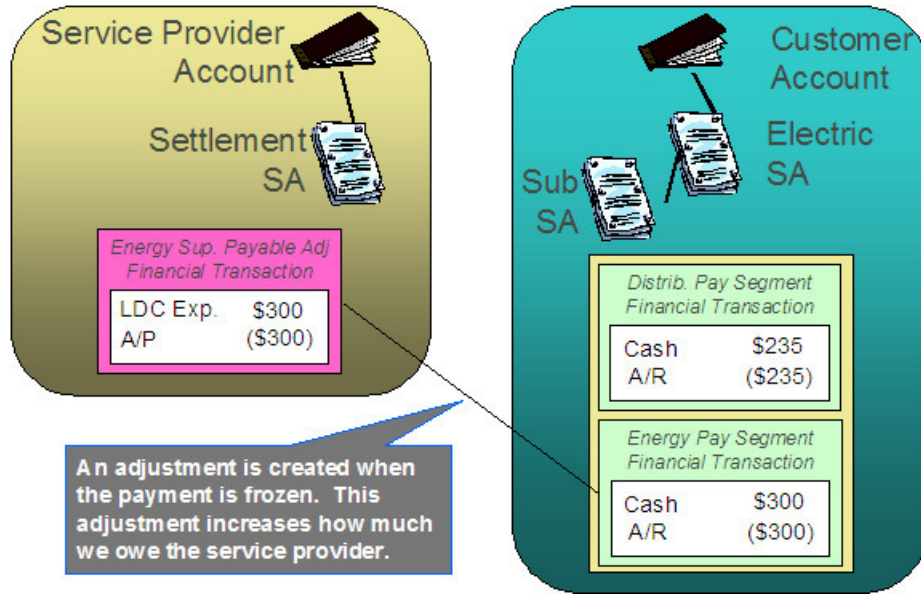 Service Provider
Account
Settlement
SA
Energy Sup. Payable Adj
Financial Transaction
LDC Exp. $300
A/P ($300)
An adjustment is created when
the payment is frozen. This
adjustment increases how much
we owe the service provider.
Customer
Account
Electric
SA
Sub
SA
Distrib. Pay Segment
Financial Transaction
Cash $235
A/R ($235)
Energy Pay Segment
Financial Transaction
Cash $300
A/R ($300)